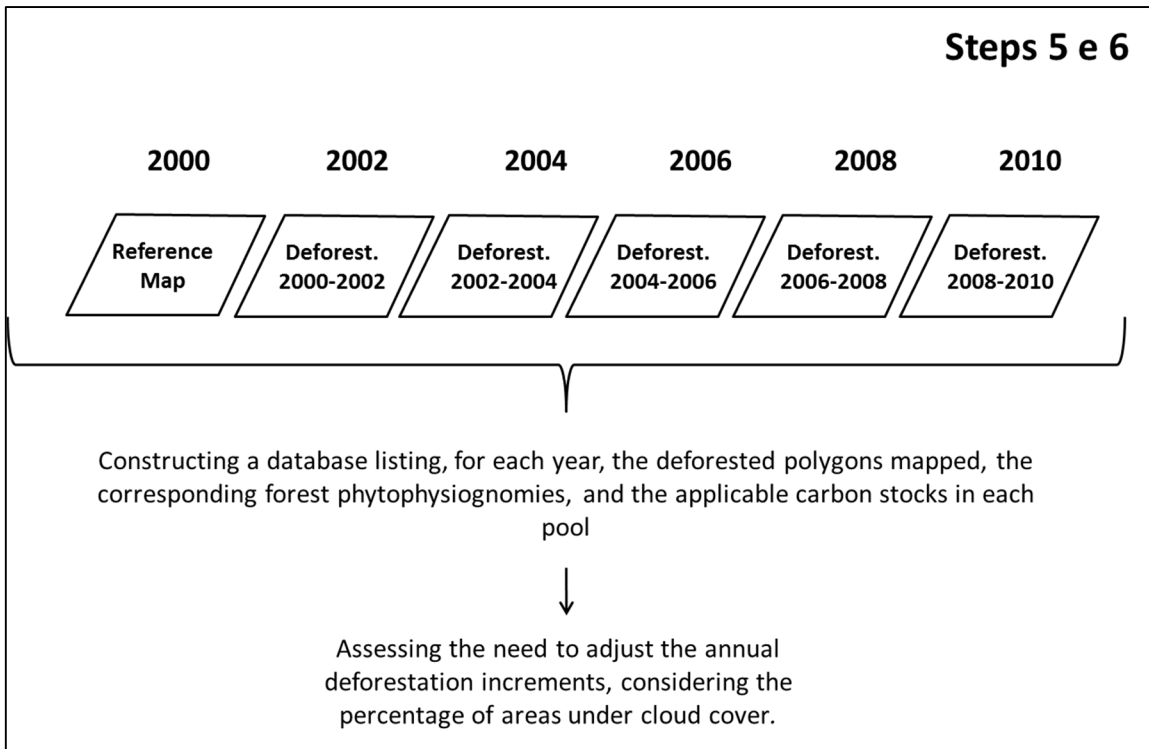 Steps 5 e 6
2000 2002 2004 2006 2008 2010
Reference Map
Deforest. 2000-2002
Deforest. 2002-2004
Deforest. 2004-2006
Deforest. 2006-2008
Deforest. 2008-2010
Constructing a database listing, for each year, the deforested polygons mapped, the
corresponding forest phytophysiognomies, and the applicable carbon stocks in each
pool
Assessing the need to adjust the annual
deforestation increments, considering the
percentage of areas under cloud cover.